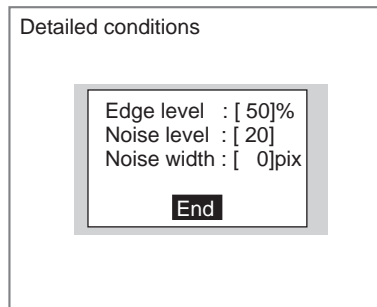 Detailed conditions
Edge level : [ 50]%
Noise level : [ 20]
Noise width : [ 0]pix
End